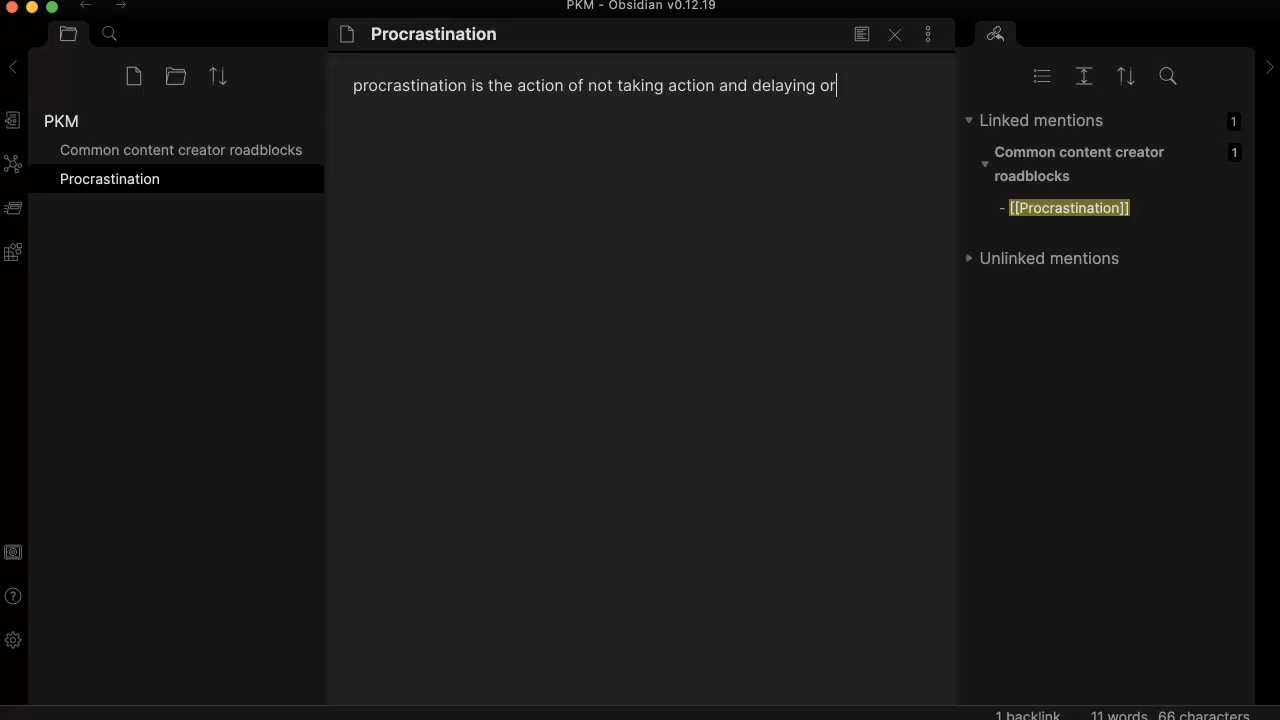 PKM - Obsidian v0.12.19
Procrastination
procrastination is the action of not taking action and delaying or
PKM
Common content creator roadblocks
Procrastination
Linked mentions 1
Common content creator 1
roadblocks
- [[Procrastination]]
Unlinked mentions
1 backlink 11 words 66 characters